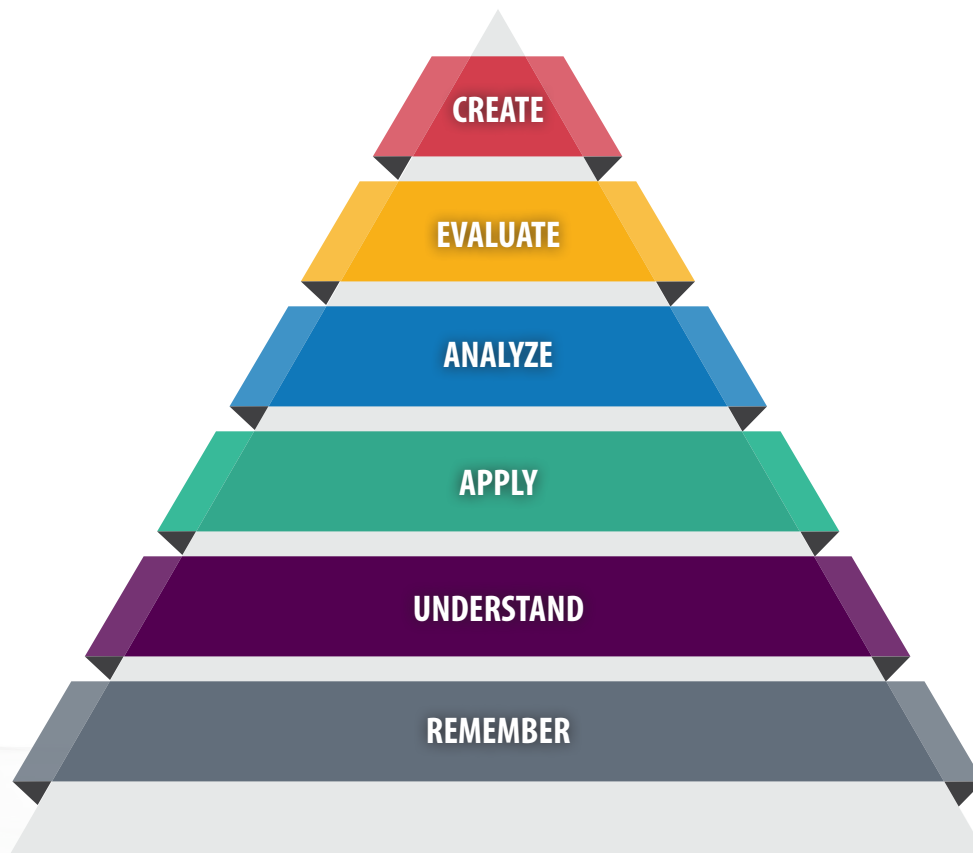 CREATE
EVALUATE
ANALYZE
APPLY
UNDERSTAND
REMEMBER